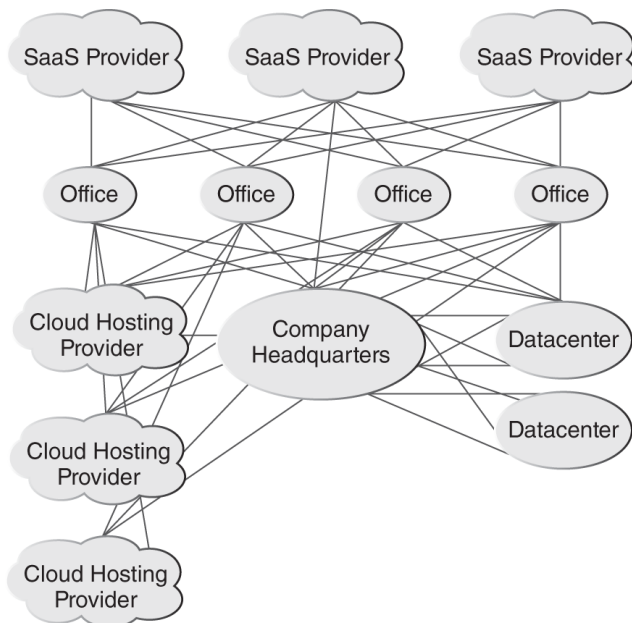 SaaS Provider
SaaS Provider
SaaS Provider
Office
Office
Office
Office
Cloud Hosting
Provider
Company
Headquarters
Datacenter
Cloud Hosting
Provider
Datacenter
Cloud Hosting
Provider